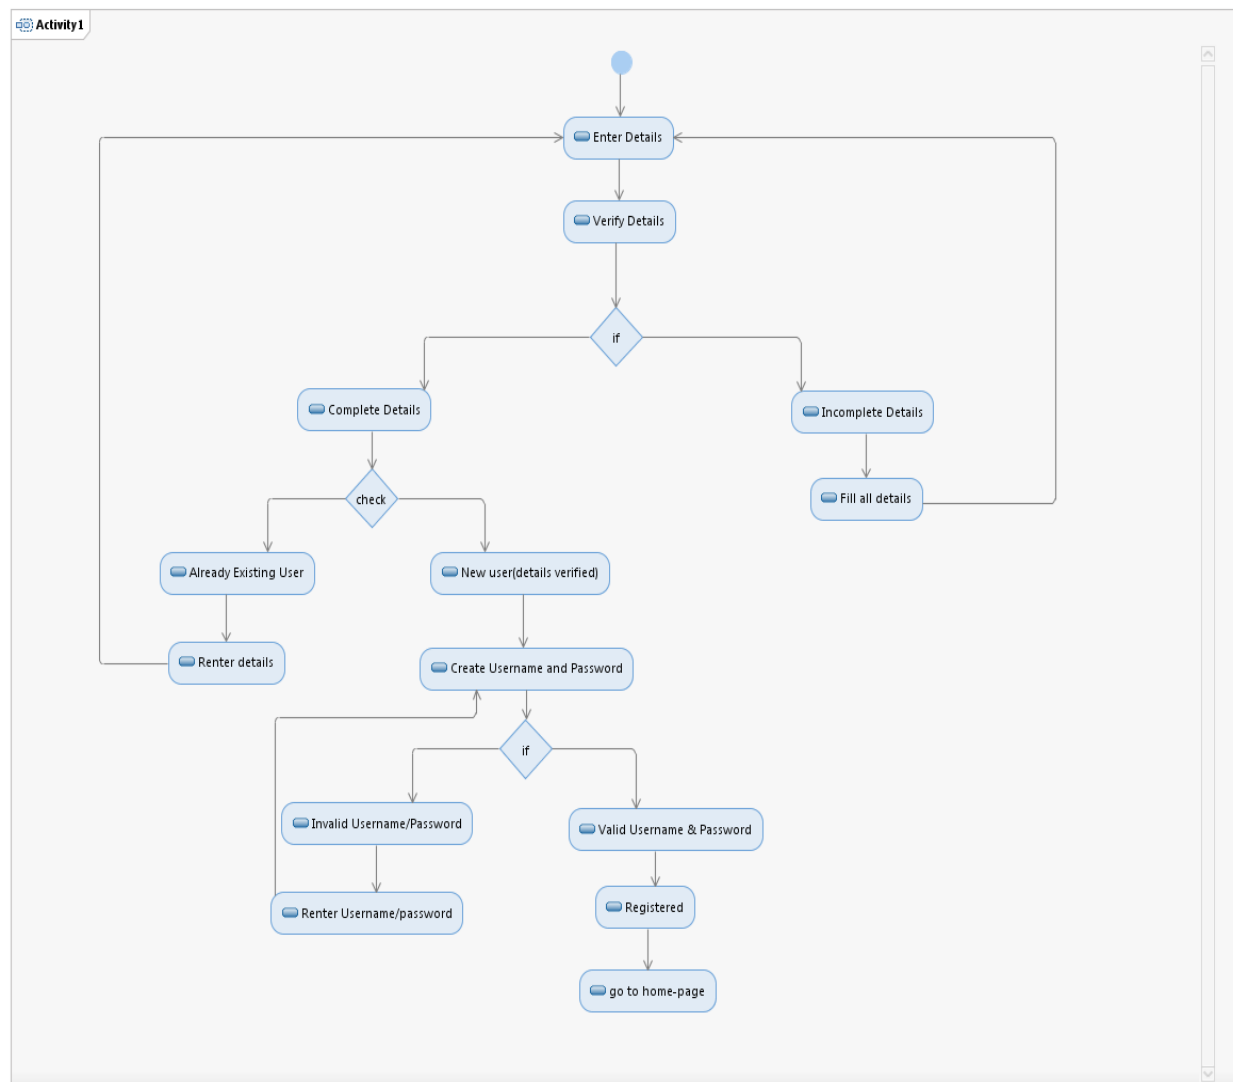 Activity1
Enter Details
Verify Details
if
Complete Details
Incomplete Details
check
Fill all details
Already Existing User
New user(details verified)
Renter details
Create Username and Password
if
Invalid Username/Password
Valid Username & Password
Renter Username/password
Registered
go to home-page